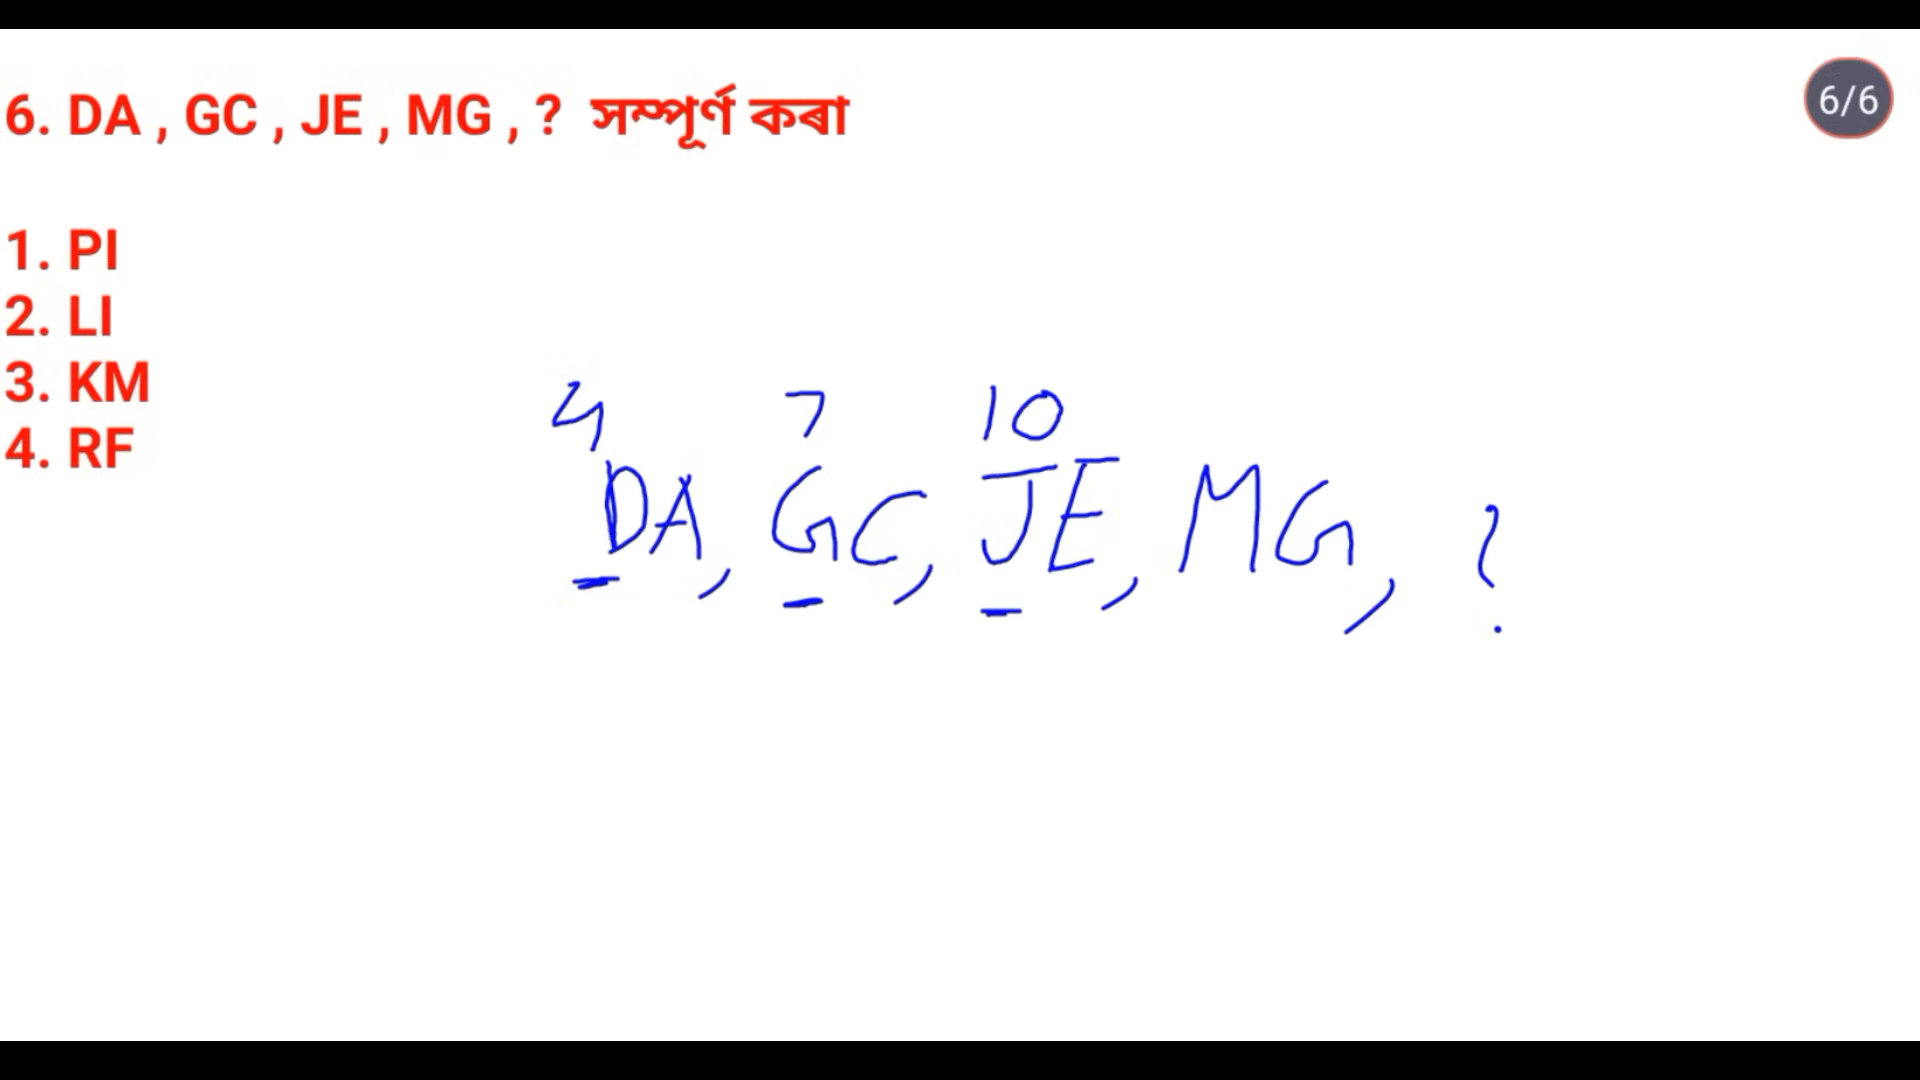 6. DA , GC , JE , MG , ? সম্পূৰ্ণ কৰা
6/6
1. PI
2. LI
3. KM
4. RF
4 7 10
DA, GC, JE, MG, ?